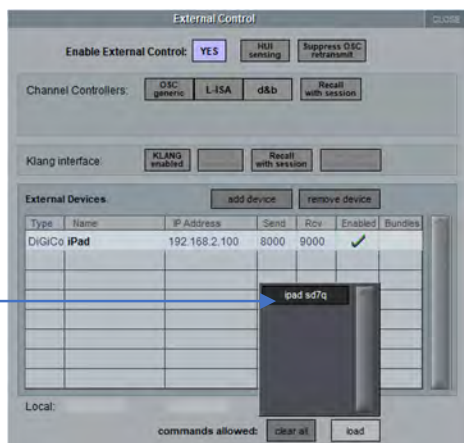 External Control
CLOSE
Enable External Control: YES HUI sensing Suppress OSC retransmit
Channel Controllers: OSC generic L-ISA d&b Recall with session
Klang interface: KLANG enabled Recall with session
External Devices add device remove device
Type Name IP Address Send Rcv Enabled Bundles
DiGiCo iPad 192.168.2.100 8000 9000
ipad sd7q
Local:
commands allowed: clear all load